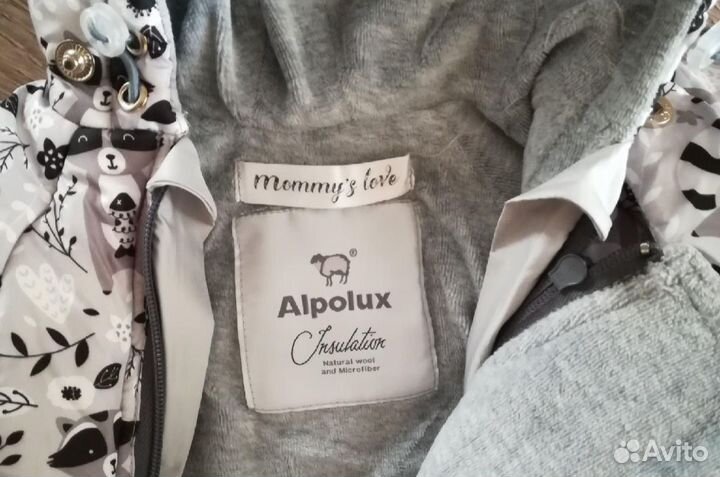 mommy's love
®
Alpolux
Insulation
Natural wool
and Microfiber
Avito